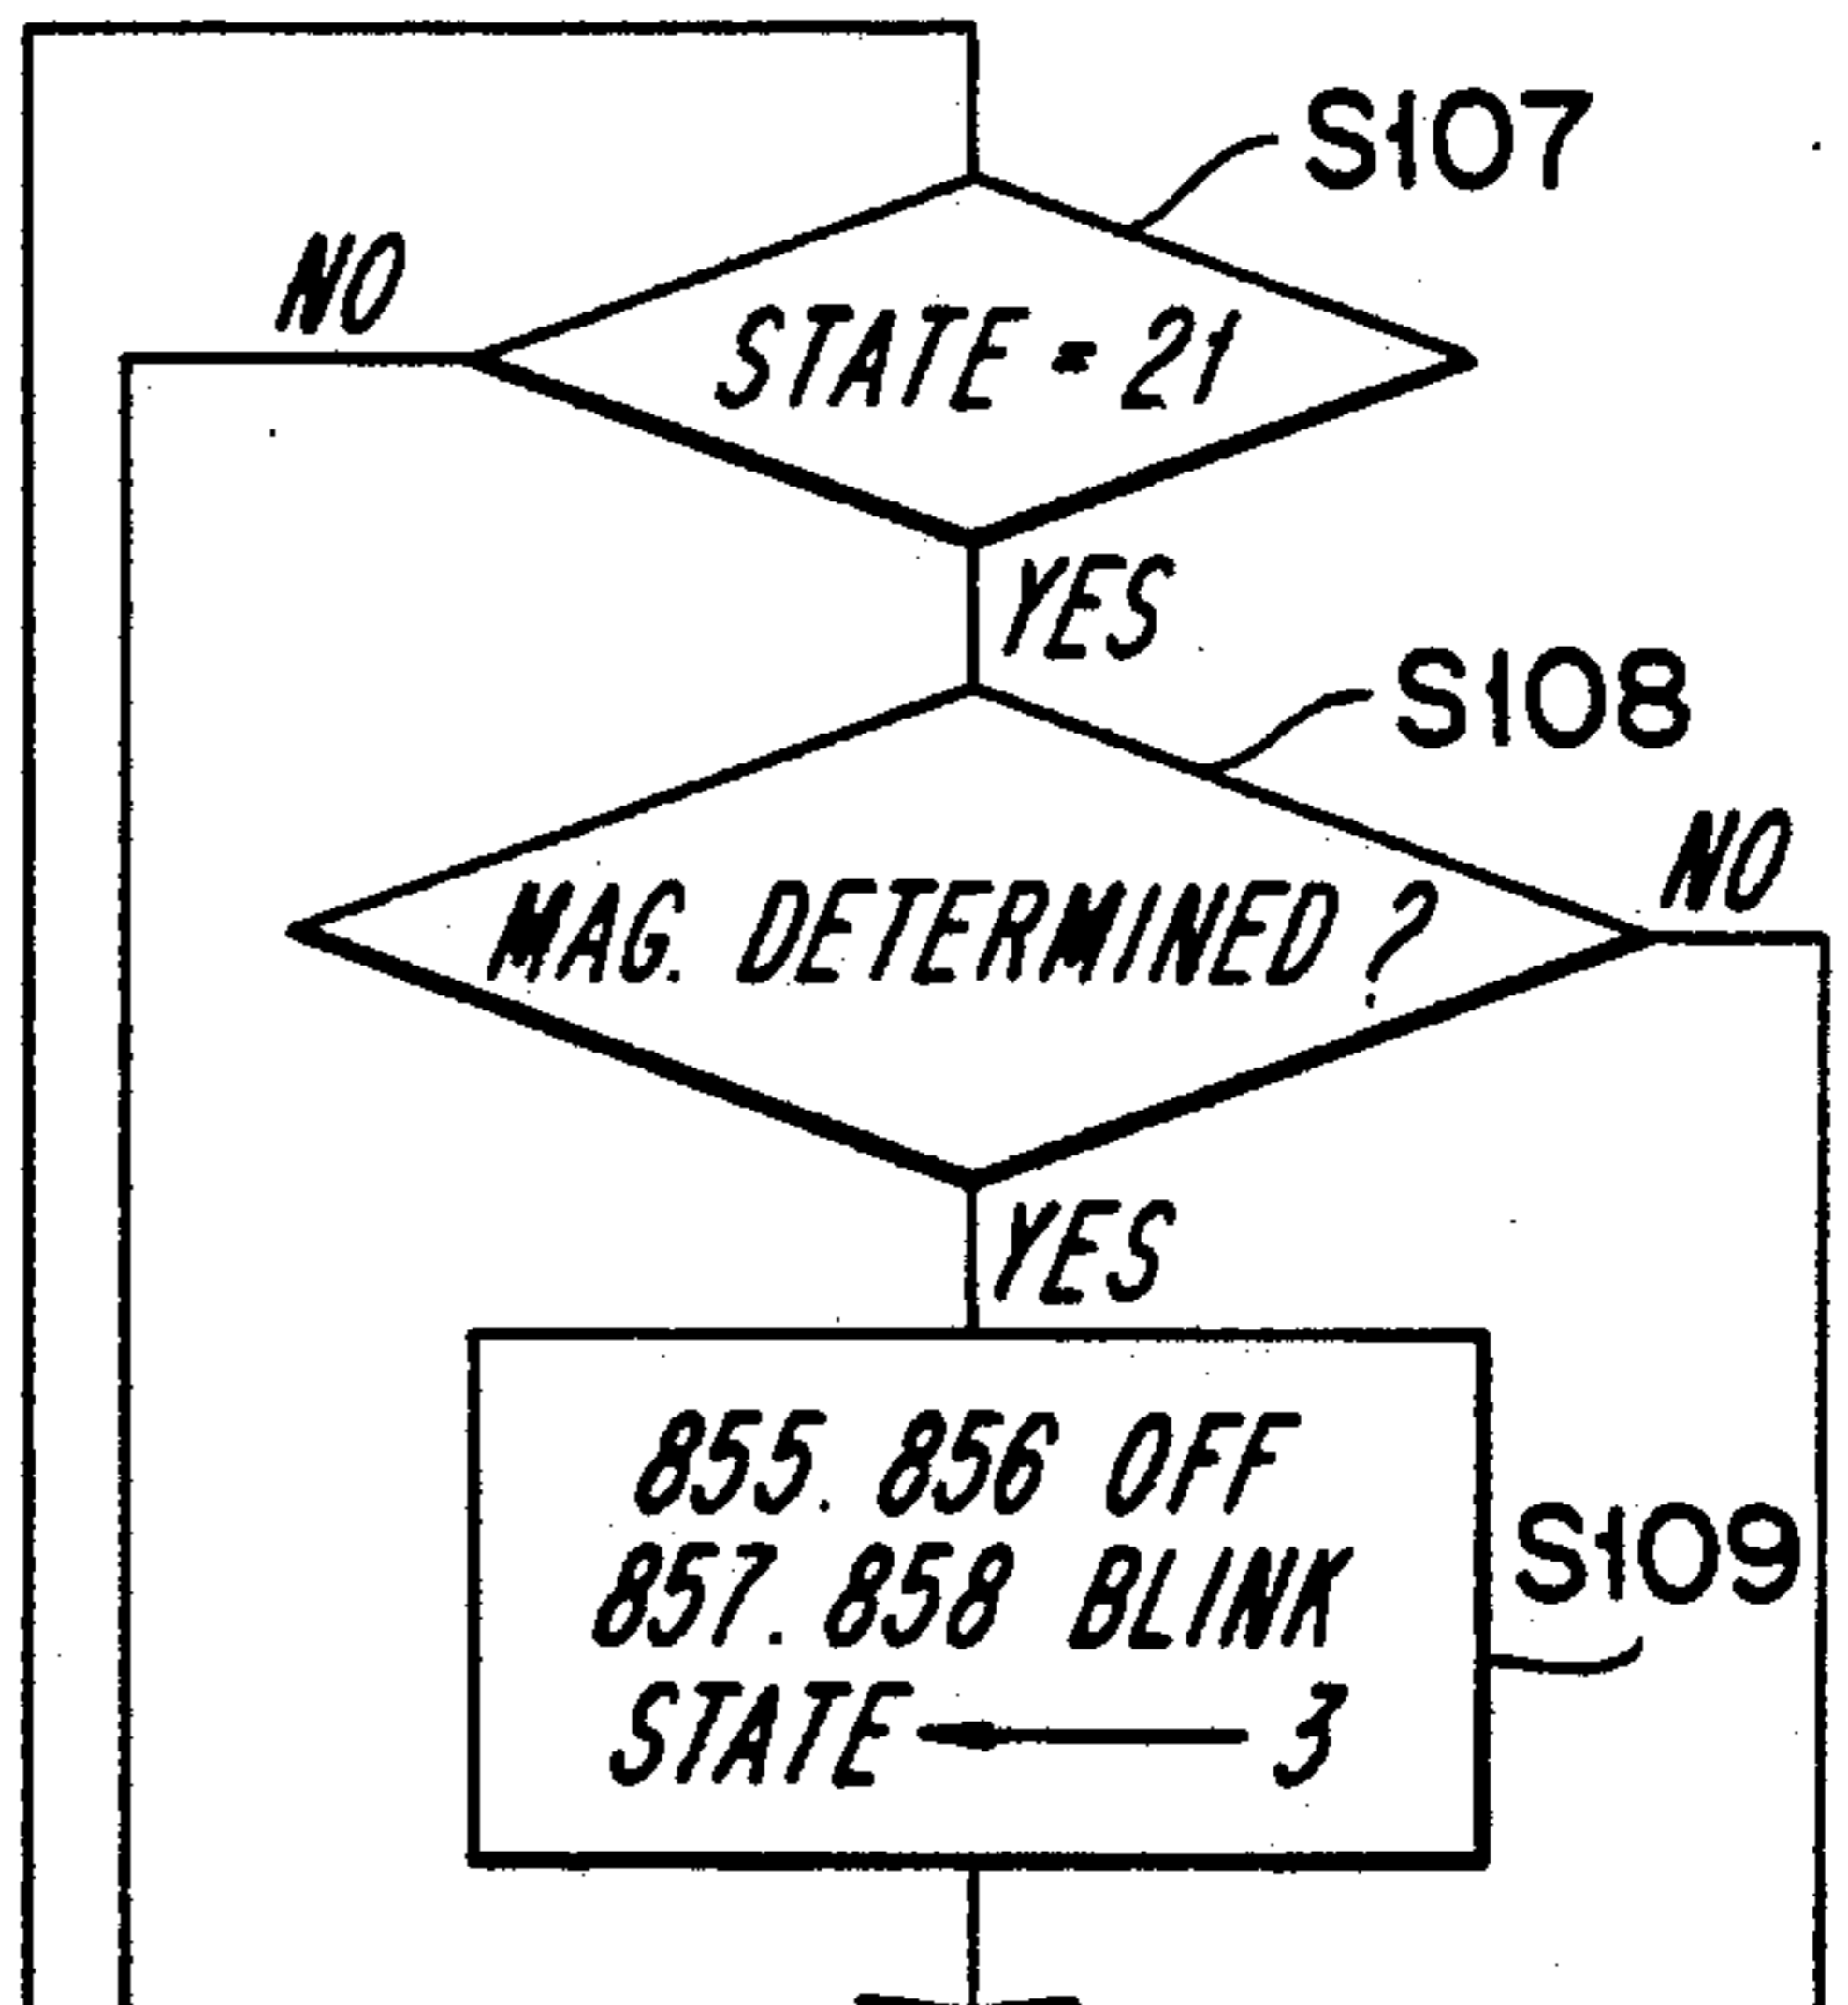 S107
NO
STATE = 21
YES
S108
NO
MAG. DETERMINED ?
YES
855. 856 OFF
857. 858 BLINK
S109
STATE ← 3